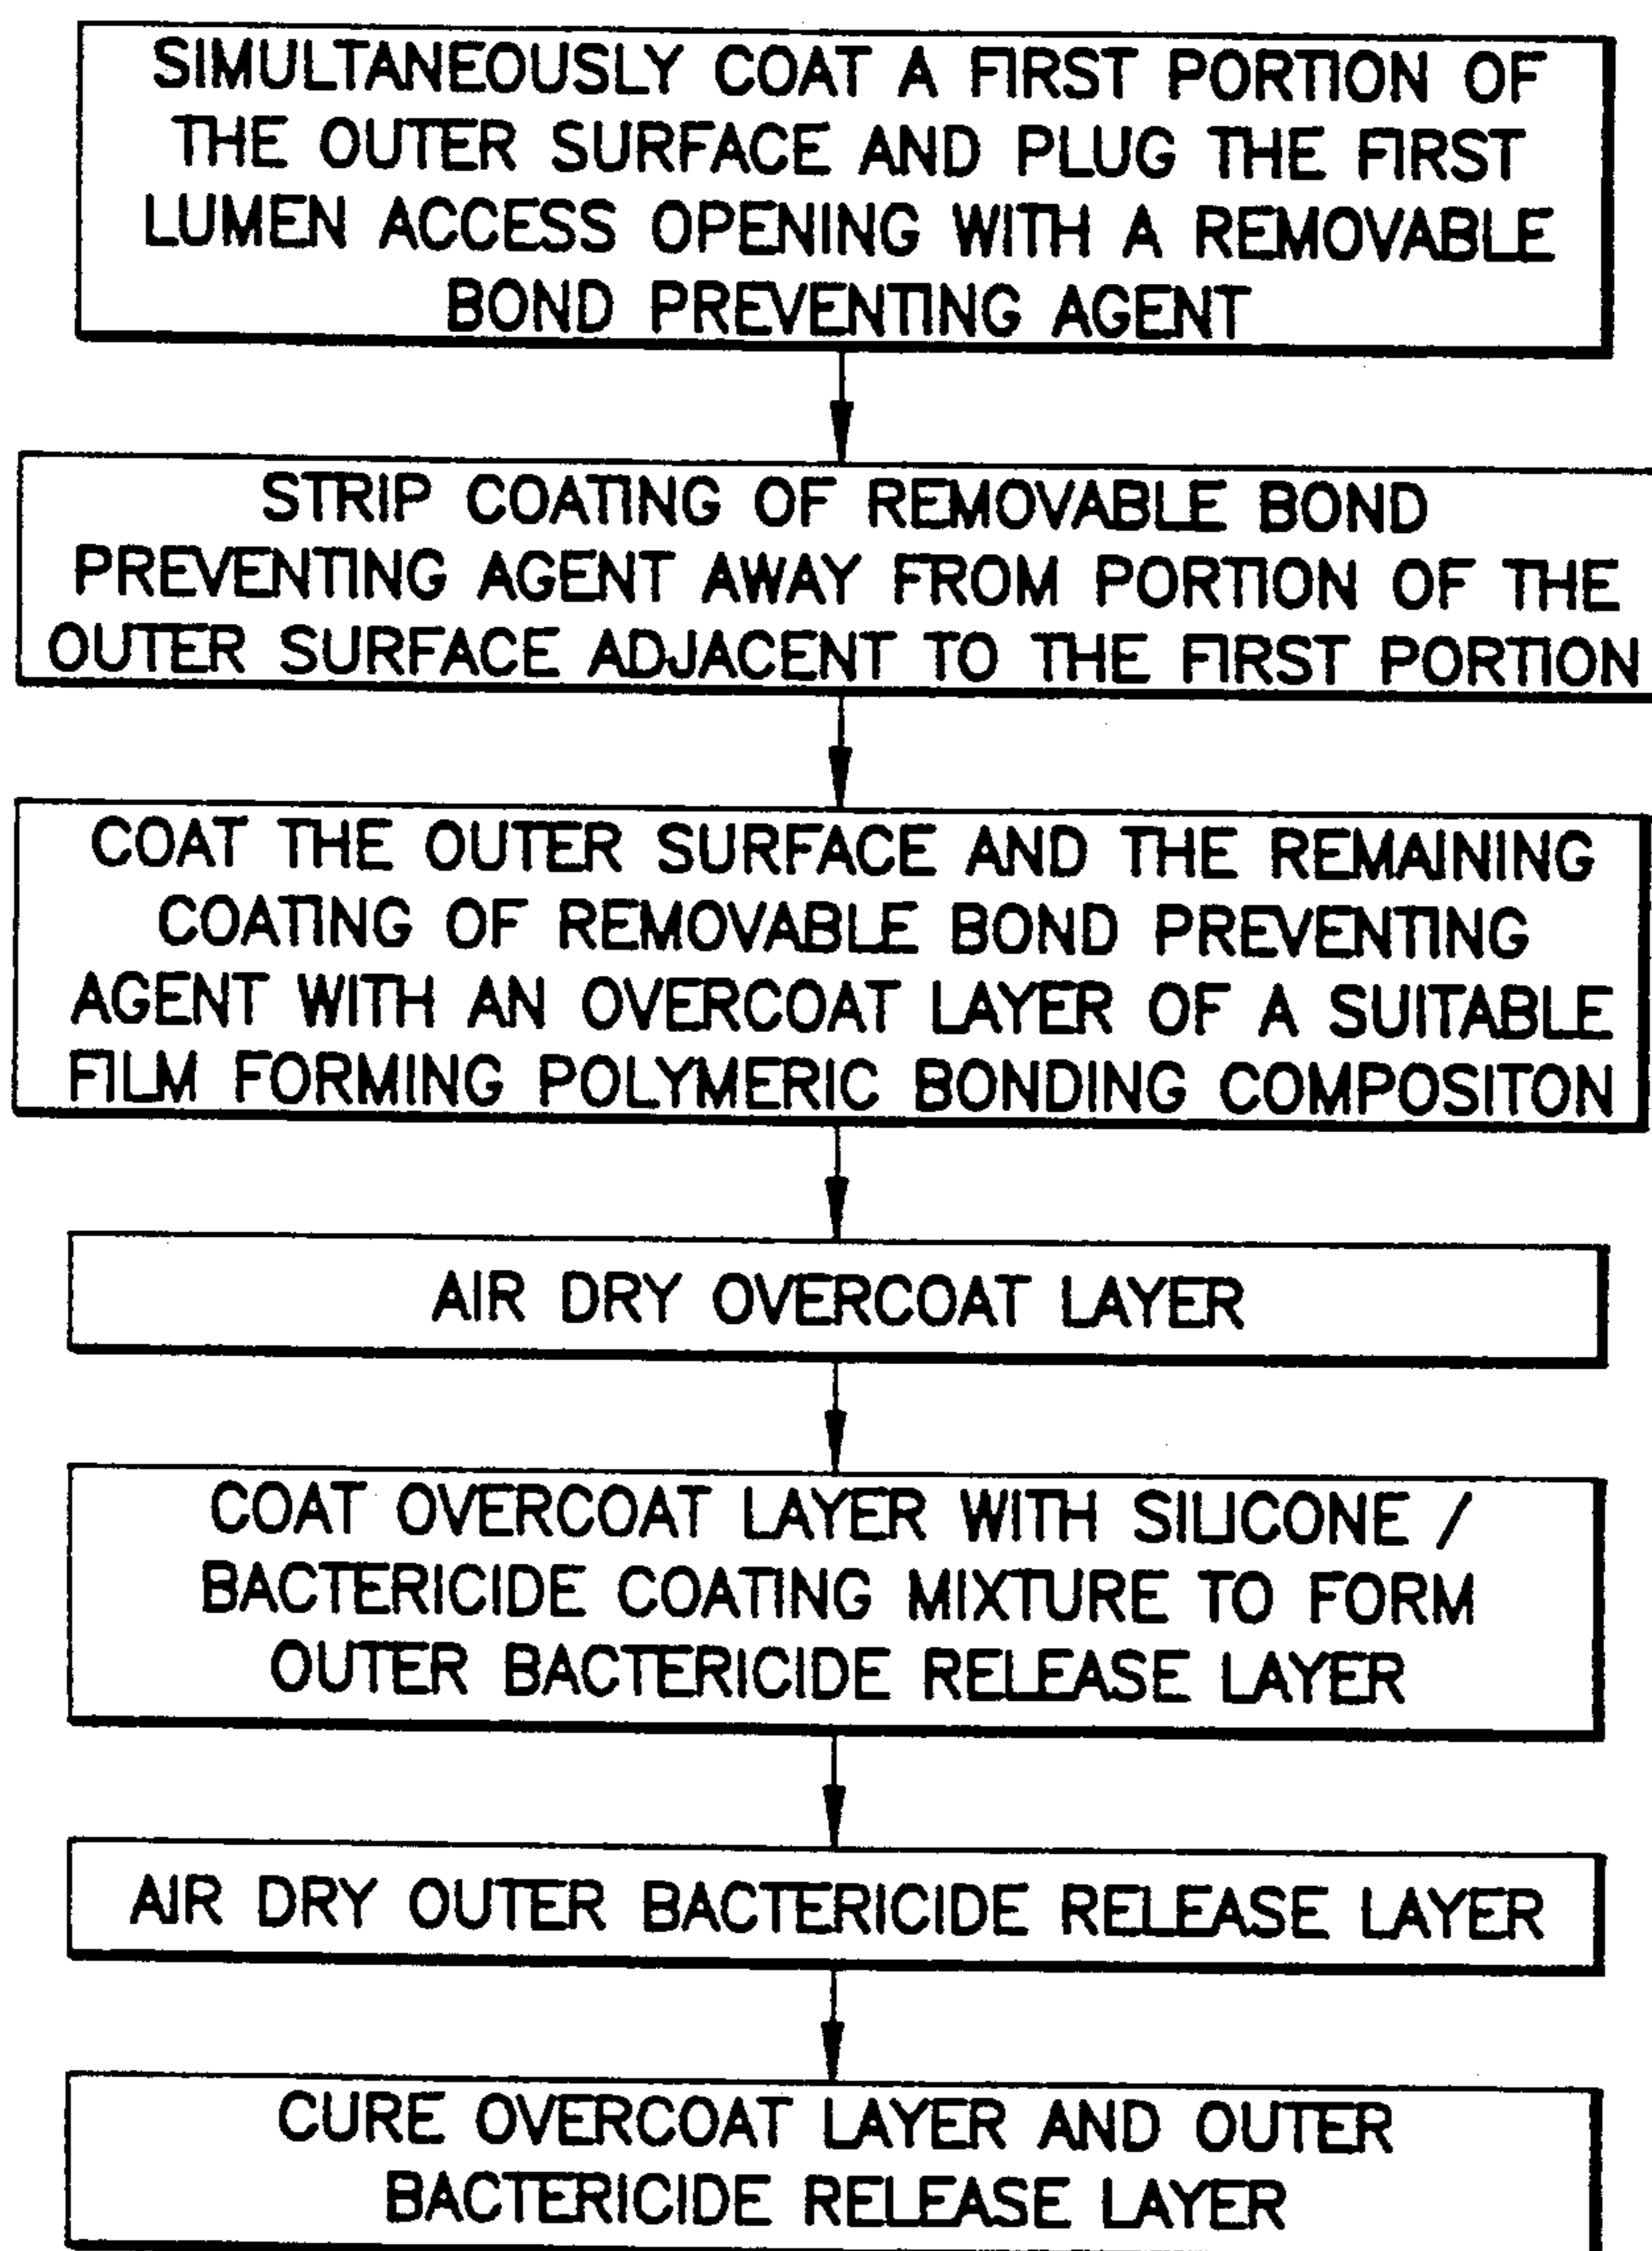 SIMULTANEOUSLY COAT A FIRST PORTION OF
THE OUTER SURFACE AND PLUG THE FIRST
LUMEN ACCESS OPENING WITH A REMOVABLE
BOND PREVENTING AGENT
STRIP COATING OF REMOVABLE BOND
PREVENTING AGENT AWAY FROM PORTION OF THE
OUTER SURFACE ADJACENT TO THE FIRST PORTION
COAT THE OUTER SURFACE AND THE REMAINING
COATING OF REMOVABLE BOND PREVENTING
AGENT WITH AN OVERCOAT LAYER OF A SUITABLE
FILM FORMING POLYMERIC BONDING COMPOSITON
AIR DRY OVERCOAT LAYER
COAT OVERCOAT LAYER WITH SILICONE /
BACTERICIDE COATING MIXTURE TO FORM
OUTER BACTERICIDE RELEASE LAYER
AIR DRY OUTER BACTERICIDE RELEASE LAYER
CURE OVERCOAT LAYER AND OUTER
BACTERICIDE RELEASE LAYER